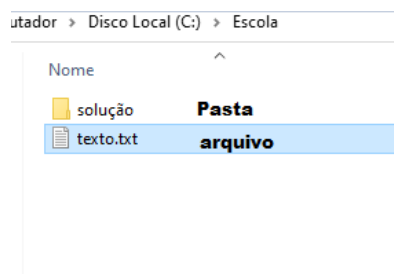 utador > Disco Local (C:) > Escola
Nome
solução Pasta
texto.txt arquivo